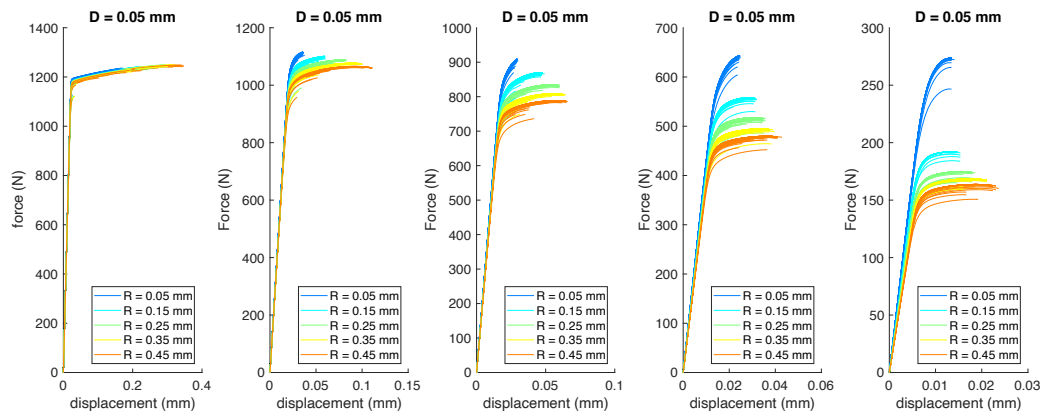 D = 0.05 mm
1400
1200
1000
800
600
400
200
0
force (N)
0
0.2
0.4
displacement (mm)
R = 0.05 mm
R = 0.15 mm
R = 0.25 mm
R = 0.35 mm
R = 0.45 mm
D = 0.05 mm
1200
1000
800
600
400
200
0
Force (N)
0
0.05
0.1
0.15
displacement (mm)
R = 0.05 mm
R = 0.15 mm
R = 0.25 mm
R = 0.35 mm
R = 0.45 mm
D = 0.05 mm
1000
900
800
700
600
500
400
300
200
100
0
Force (N)
0
0.05
0.1
displacement (mm)
R = 0.05 mm
R = 0.15 mm
R = 0.25 mm
R = 0.35 mm
R = 0.45 mm
D = 0.05 mm
700
600
500
400
300
200
100
0
Force (N)
0
0.02
0.04
0.06
displacement (mm)
R = 0.05 mm
R = 0.15 mm
R = 0.25 mm
R = 0.35 mm
R = 0.45 mm
D = 0.05 mm
300
250
200
150
100
50
0
Force (N)
0
0.01
0.02
0.03
displacement (mm)
R = 0.05 mm
R = 0.15 mm
R = 0.25 mm
R = 0.35 mm
R = 0.45 mm